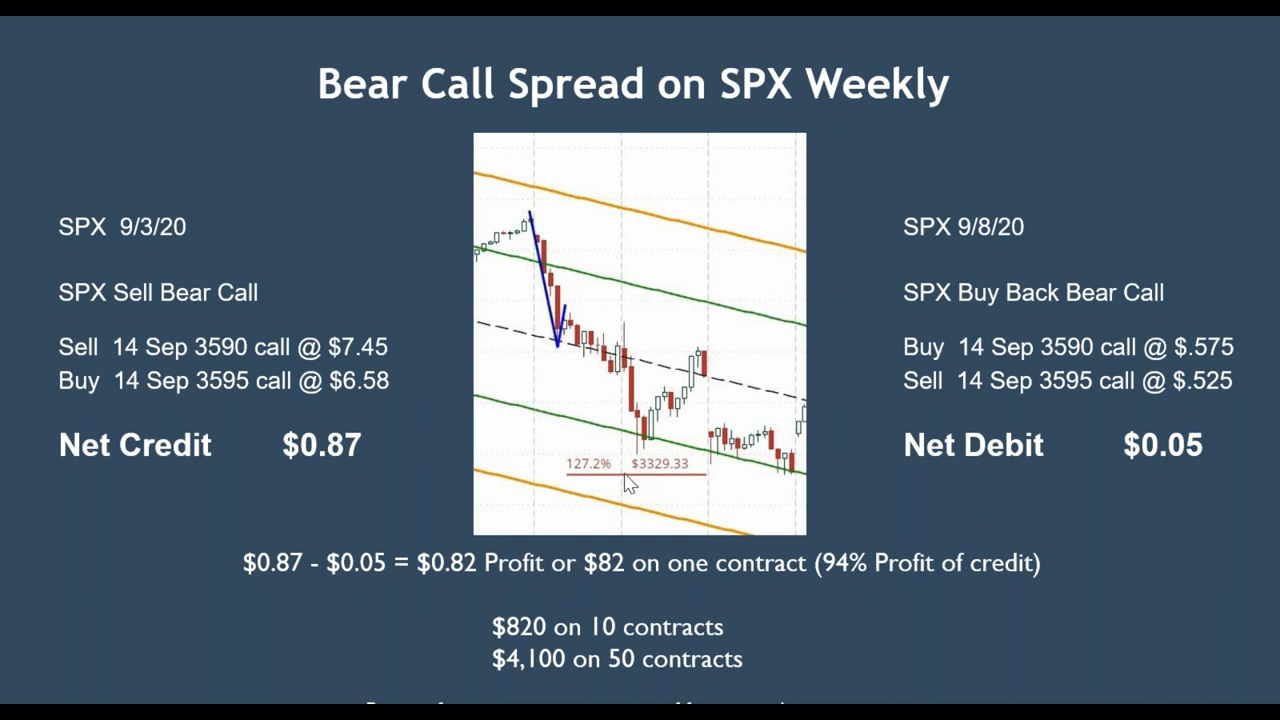 Bear Call Spread on SPX Weekly
SPX 9/3/20
SPX Sell Bear Call
Sell 14 Sep 3590 call @ $7.45
Buy 14 Sep 3595 call @ $6.58
Net Credit $0.87
127.2% $3329.33
SPX 9/8/20
SPX Buy Back Bear Call
Buy 14 Sep 3590 call @ $.575
Sell 14 Sep 3595 call @ $.525
Net Debit $0.05
$0.87 - $0.05 = $0.82 Profit or $82 on one contract (94% Profit of credit)
$820 on 10 contracts
$4,100 on 50 contracts